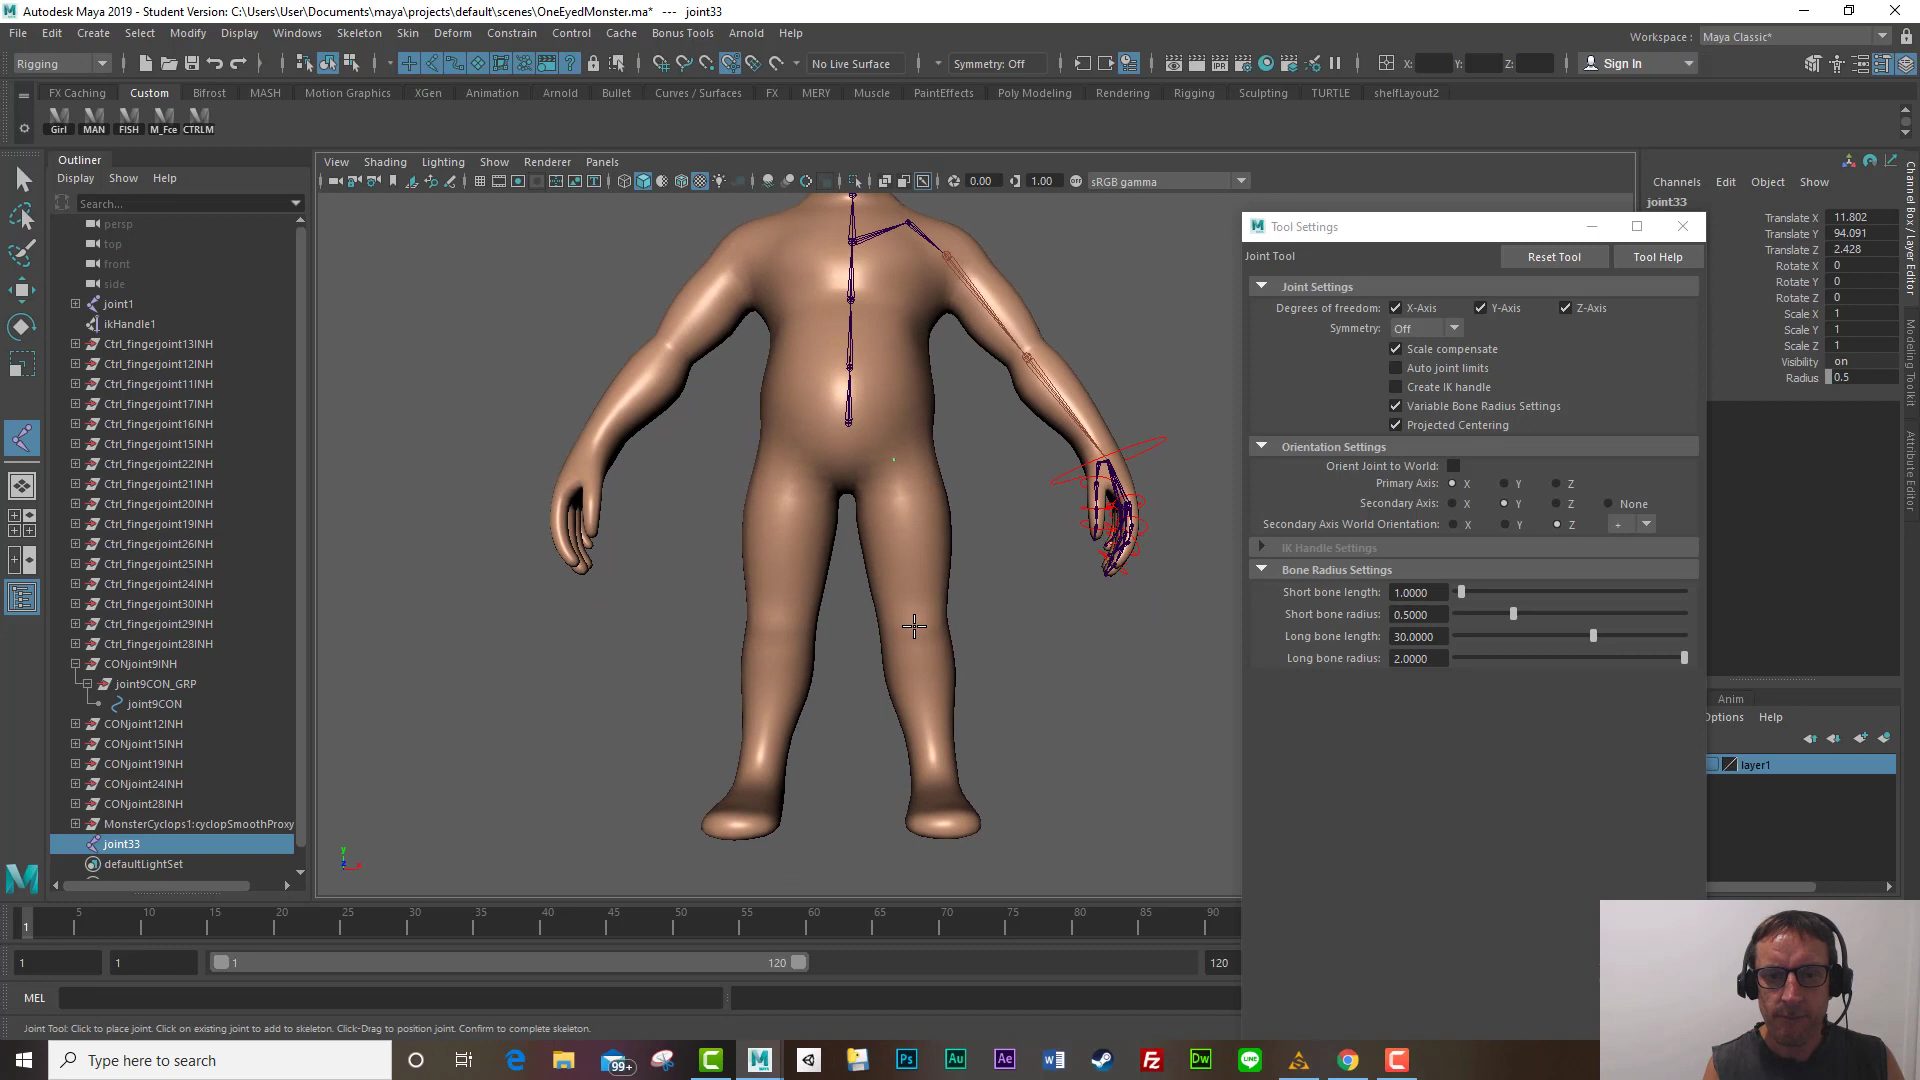 Autodesk Maya 2019 - Student Version: C:\Users\User\Documents\maya\projects\default\scenes\OneEyedMonster.ma* --- joint33
File Edit Create Select Modify Display Windows Skeleton Skin Deform Constrain Control Cache Bonus Tools Arnold Help
Workspace : Maya Classic*
Rigging No Live Surface Symmetry: Off X: Y: Z: Sign In
FX Caching Custom Bifrost MASH Motion Graphics XGen Animation Arnold Bullet Curves / Surfaces FX MERY Muscle PaintEffects Poly Modeling Rendering Rigging Sculpting TURTLE shelfLayout2
Girl MAN FISH M_Fce CTRLM
Outliner
Display Show Help
Search...
persp
top
front
side
joint1
ikHandle1
Ctrl_fingerjoint13INH
Ctrl_fingerjoint12INH
Ctrl_fingerjoint11INH
Ctrl_fingerjoint17INH
Ctrl_fingerjoint16INH
Ctrl_fingerjoint15INH
Ctrl_fingerjoint22INH
Ctrl_fingerjoint21INH
Ctrl_fingerjoint20INH
Ctrl_fingerjoint19INH
Ctrl_fingerjoint26INH
Ctrl_fingerjoint25INH
Ctrl_fingerjoint24INH
Ctrl_fingerjoint30INH
Ctrl_fingerjoint29INH
Ctrl_fingerjoint28INH
CONjoint9INH
joint9CON_GRP
joint9CON
CONjoint12INH
CONjoint15INH
CONjoint19INH
CONjoint24INH
CONjoint28INH
MonsterCyclops1:cyclopSmoothProxy
joint33
defaultLightSet
View Shading Lighting Show Renderer Panels
0.00 1.00 sRGB gamma
y
Tool Settings
Joint Tool Reset Tool Tool Help
Joint Settings
Degrees of freedom: X-Axis Y-Axis Z-Axis
Symmetry: Off
Scale compensate
Auto joint limits
Create IK handle
Variable Bone Radius Settings
Projected Centering
Orientation Settings
Orient Joint to World:
Primary Axis: X Y Z
Secondary Axis: X Y Z None
Secondary Axis World Orientation: X Y Z +
IK Handle Settings
Bone Radius Settings
Short bone length: 1.0000
Short bone radius: 0.5000
Long bone length: 30.0000
Long bone radius: 2.0000
Channels Edit Object Show
joint33
Translate X 11.802
Translate Y 94.091
Translate Z 2.428
Rotate X 0
Rotate Y 0
Rotate Z 0
Scale X 1
Scale Y 1
Scale Z 1
Visibility on
Radius 0.5
Channel Box / Layer Editor
Modeling Toolkit
Attribute Editor
Anim
Options Help
layer1
1 5 10 15 20 25 30 35 40 45 50 55 60 65 70 75 80 85 90
1 1 1 120 120
MEL
Joint Tool: Click to place joint. Click on existing joint to add to skeleton. Click-Drag to position joint. Confirm to complete skeleton.
Type here to search
99+ Ps Au Ae Fz Dw